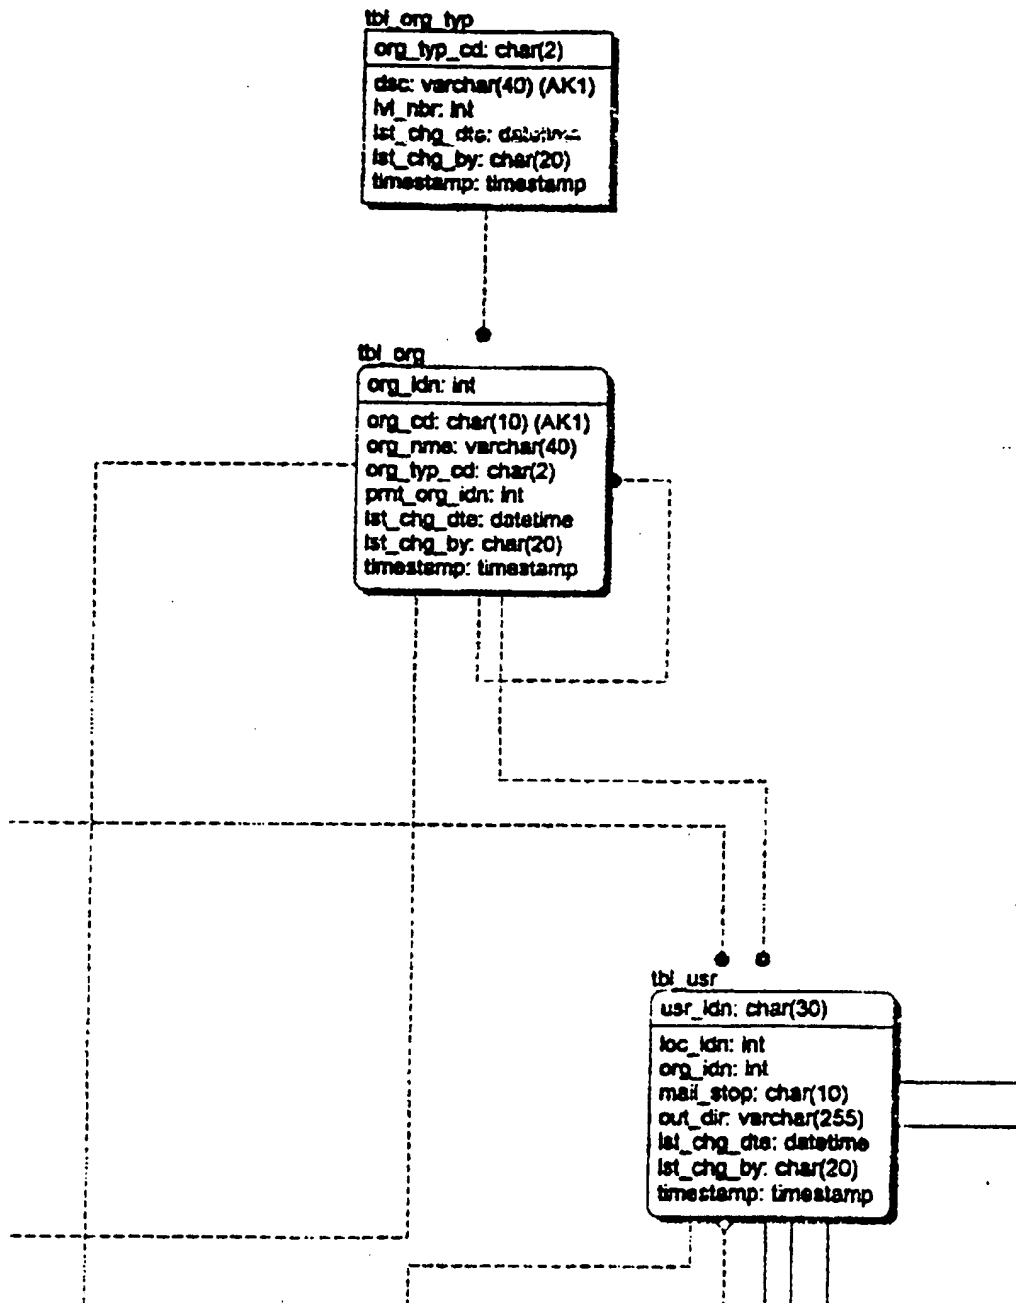 tbl_org_typ
org_typ_cd: char(2)
dsc: varchar(40) (AK1)
lvl_nbr: int
lst_chg_dte: datetime
lst_chg_by: char(20)
timestamp: timestamp
tbl_org
org_idn: int
org_cd: char(10) (AK1)
org_nme: varchar(40)
org_typ_cd: char(2)
prnt_org_idn: int
lst_chg_dte: datetime
lst_chg_by: char(20)
timestamp: timestamp
tbl_usr
usr_idn: char(30)
loc_idn: int
org_idn: int
mail_stop: char(10)
out_dir: varchar(255)
lst_chg_dte: datetime
lst_chg_by: char(20)
timestamp: timestamp